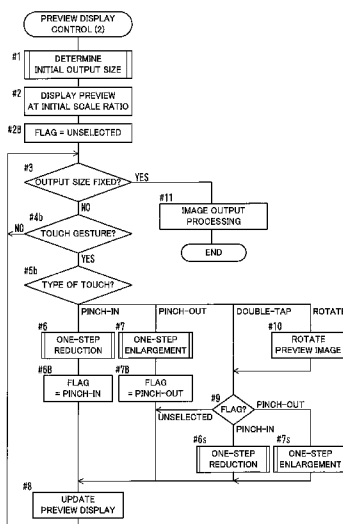 PREVIEW DISPLAY
CONTROL (2)
#1
DETERMINE
INITIAL OUTPUT SIZE
#2
DISPLAY PREVIEW
AT INITIAL SCALE RATIO
#2B
FLAG = UNSELECTED
#3
OUTPUT SIZE FIXED?
YES
NO
#11
IMAGE OUTPUT
PROCESSING
END
#4b
TOUCH GESTURE?
NO
YES
#5b
TYPE OF TOUCH?
PINCH-IN
PINCH-OUT
DOUBLE-TAP
ROTATE
#6
ONE-STEP
REDUCTION
#7
ONE-STEP
ENLARGEMENT
#10
ROTATE
PREVIEW IMAGE
#6B
FLAG
= PINCH-IN
#7B
FLAG
= PINCH-OUT
#9
FLAG?
PINCH-OUT
UNSELECTED
PINCH-IN
#6s
ONE-STEP
REDUCTION
#7s
ONE-STEP
ENLARGEMENT
#8
UPDATE
PREVIEW DISPLAY